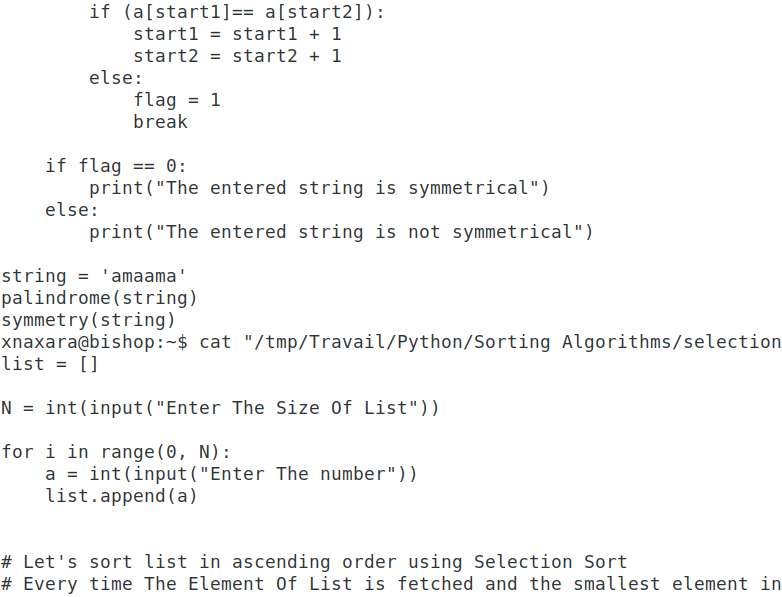 if (a[start1]== a[start2]):
            start1 = start1 + 1
            start2 = start2 + 1
        else:
            flag = 1
            break

    if flag == 0:
        print("The entered string is symmetrical")
    else:
        print("The entered string is not symmetrical")

string = 'amaama'
palindrome(string)
symmetry(string)
xnaxara@bishop:~$ cat "/tmp/Travail/Python/Sorting Algorithms/selection
list = []

N = int(input("Enter The Size Of List"))

for i in range(0, N):
    a = int(input("Enter The number"))
    list.append(a)


# Let's sort list in ascending order using Selection Sort
# Every time The Element Of List is fetched and the smallest element in